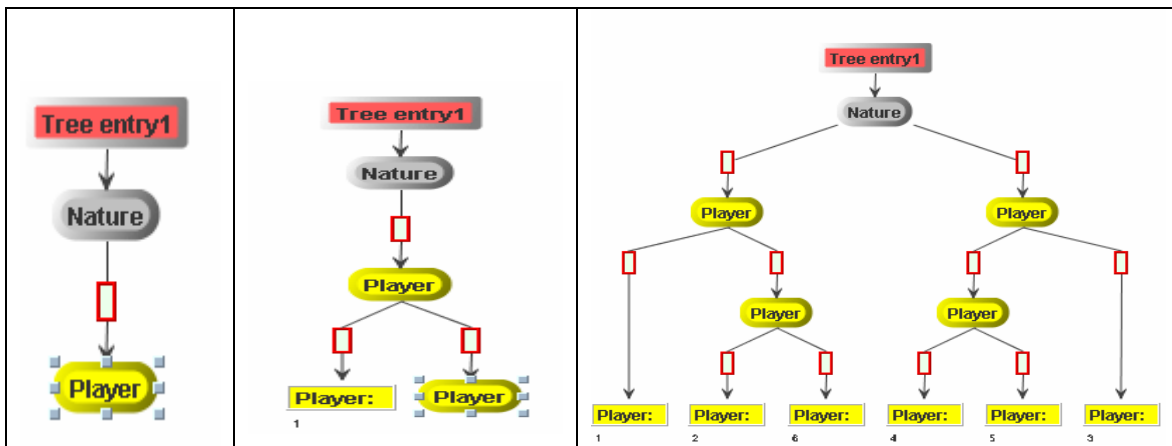 Tree entry1
Nature
Player
Tree entry1
Nature
Player
Player: Player
1
Tree entry1
Nature
Player Player
Player Player
Player: Player: Player: Player: Player: Player:
1 2 6 4 5 3